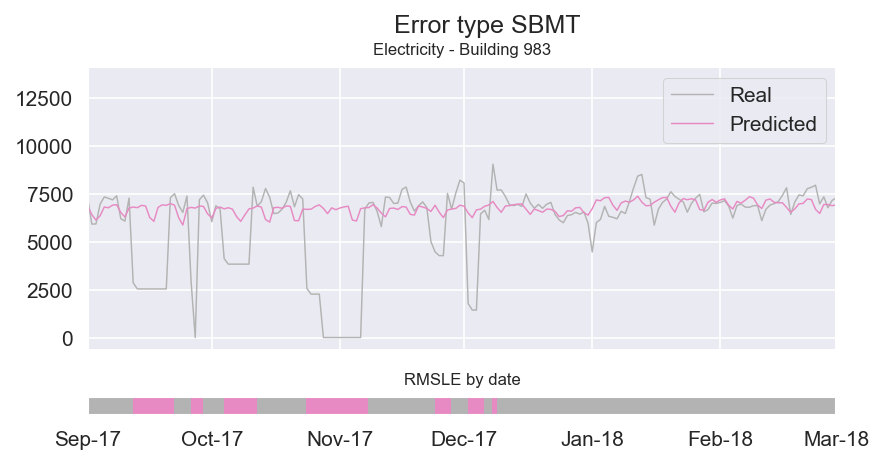 Error type SBMT
Electricity - Building 983
12500
10000
7500
5000
2500
0
Real
Predicted
RMSLE by date
Sep-17 Oct-17 Nov-17 Dec-17 Jan-18 Feb-18 Mar-18